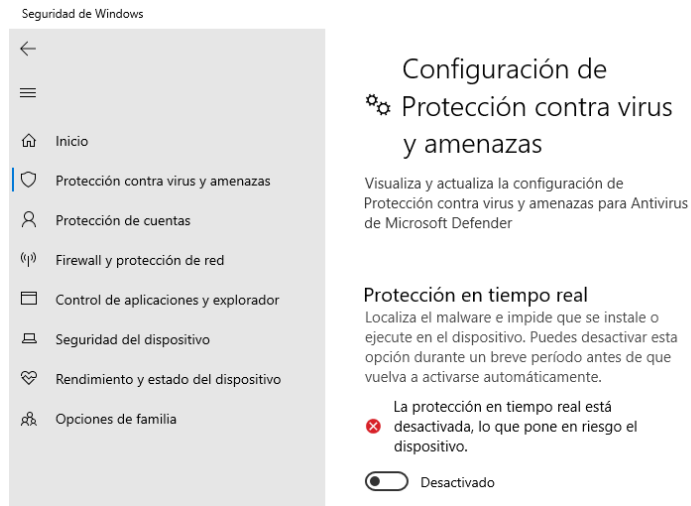 Seguridad de Windows
Inicio
Protección contra virus y amenazas
Protección de cuentas
Firewall y protección de red
Control de aplicaciones y explorador
Seguridad del dispositivo
Rendimiento y estado del dispositivo
Opciones de familia
Configuración de
Protección contra virus
y amenazas
Visualiza y actualiza la configuración de
Protección contra virus y amenazas para Antivirus
de Microsoft Defender
Protección en tiempo real
Localiza el malware e impide que se instale o
ejecute en el dispositivo. Puedes desactivar esta
opción durante un breve período antes de que
vuelva a activarse automáticamente.
La protección en tiempo real está
desactivada, lo que pone en riesgo el
dispositivo.
Desactivado